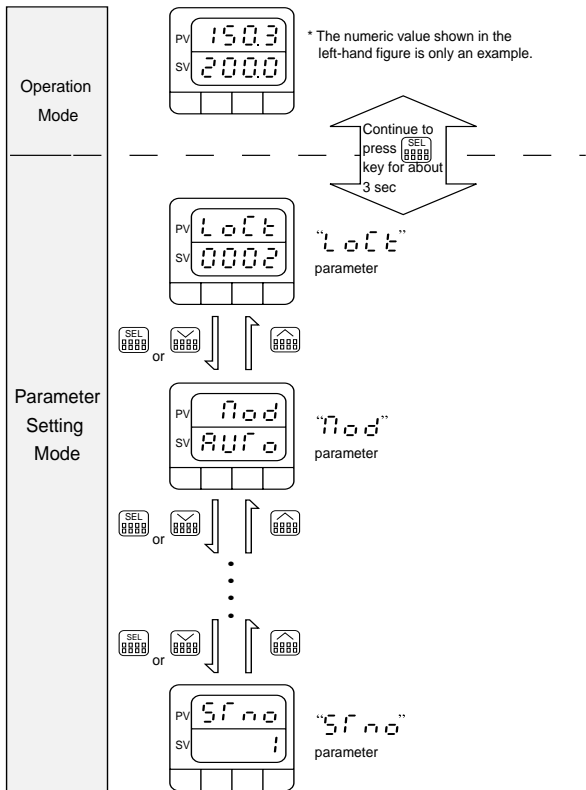 PV 150.3
SV 200.0
* The numeric value shown in the
left-hand figure is only an example.
Operation
Mode
Continue to
press SEL
key for about
3 sec
PV LoCk
SV 0002
“LoCk”
parameter
SEL or
Parameter
Setting
Mode
PV Mod
SV AUTo
“Mod”
parameter
SEL or
SEL or
PV STno
SV 1
“STno”
parameter